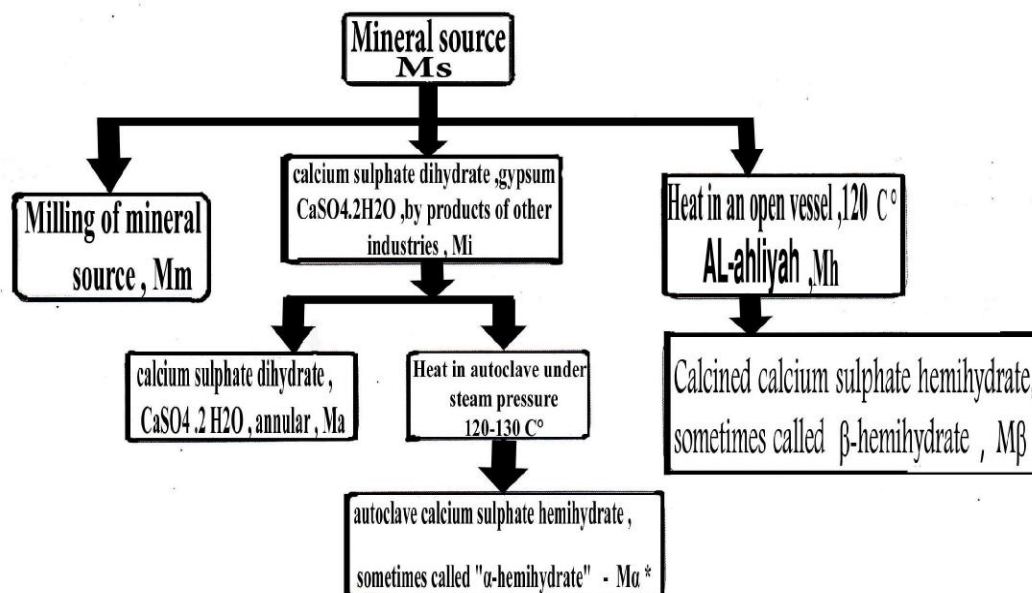 Mineral source
Ms
Milling of mineral
source , Mm
calcium sulphate dihydrate ,gypsum
CaSO4.2H2O ,by products of other
industries , Mi
Heat in an open vessel ,120 C°
AL-ahliyah ,Mh
calcium sulphate dihydrate ,
CaSO4 .2 H2O , annular , Ma
Heat in autoclave under
steam pressure
120-130 C°
Calcined calcium sulphate hemihydrate,
sometimes called β-hemihydrate , Mβ
autoclave calcium sulphate hemihydrate ,
sometimes called "α-hemihydrate" - Mα *